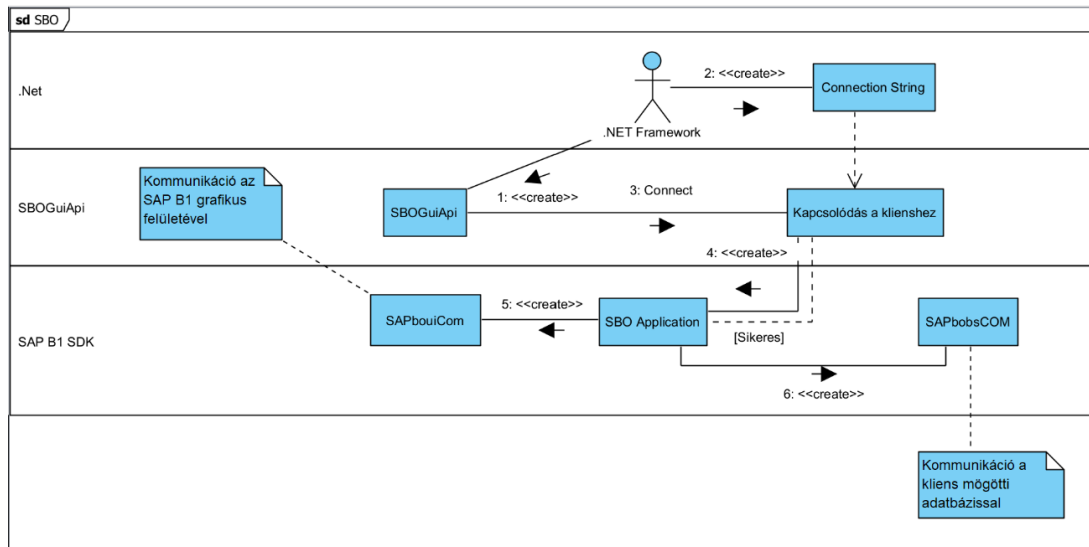 sd SBO
.Net
2: <<create>>
Connection String
.NET Framework
Kommunikáció az
SAP B1 grafikus
felületével
SBOGuiApi
SBOGuiApi
1: <<create>>
3: Connect
Kapcsolódás a klienshez
4: <<create>>
SAP B1 SDK
SAPbouiCom
5: <<create>>
SBO Application
[Sikeres]
SAPbobsCOM
6: <<create>>
Kommunikáció a
kliens mögötti
adatbázissal